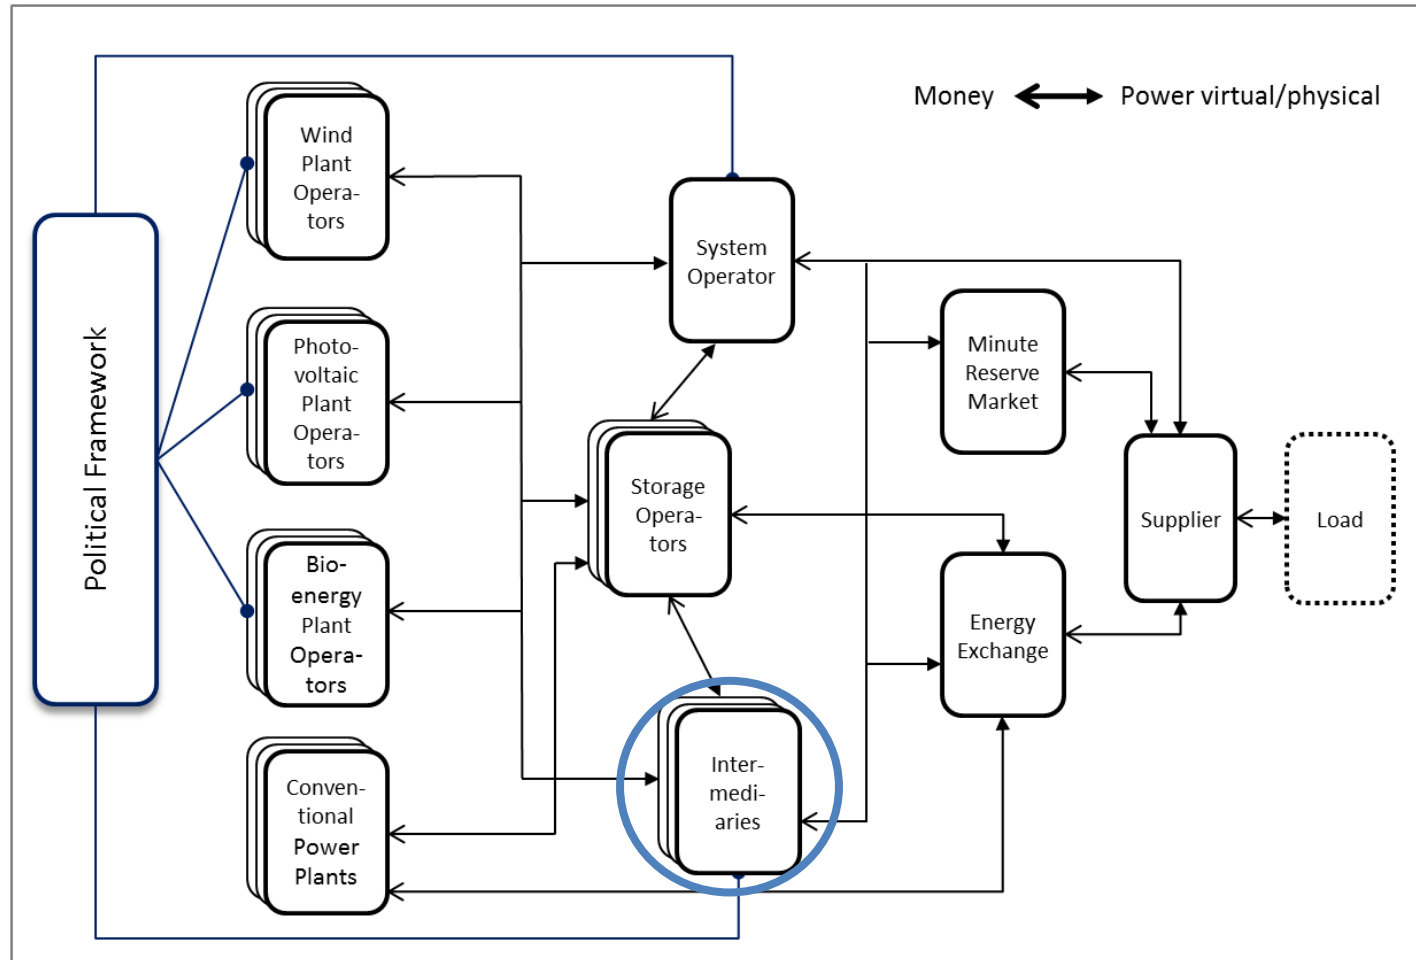 Money
Power virtual/physical
Political Framework
Wind
Plant
Opera-
tors
Photo-
voltaic
Plant
Opera-
tors
Bio-
energy
Plant
Opera-
tors
Conven-
tional
Power
Plants
System
Operator
Storage
Opera-
tors
Inter-
medi-
aries
Minute
Reserve
Market
Energy
Exchange
Supplier
Load